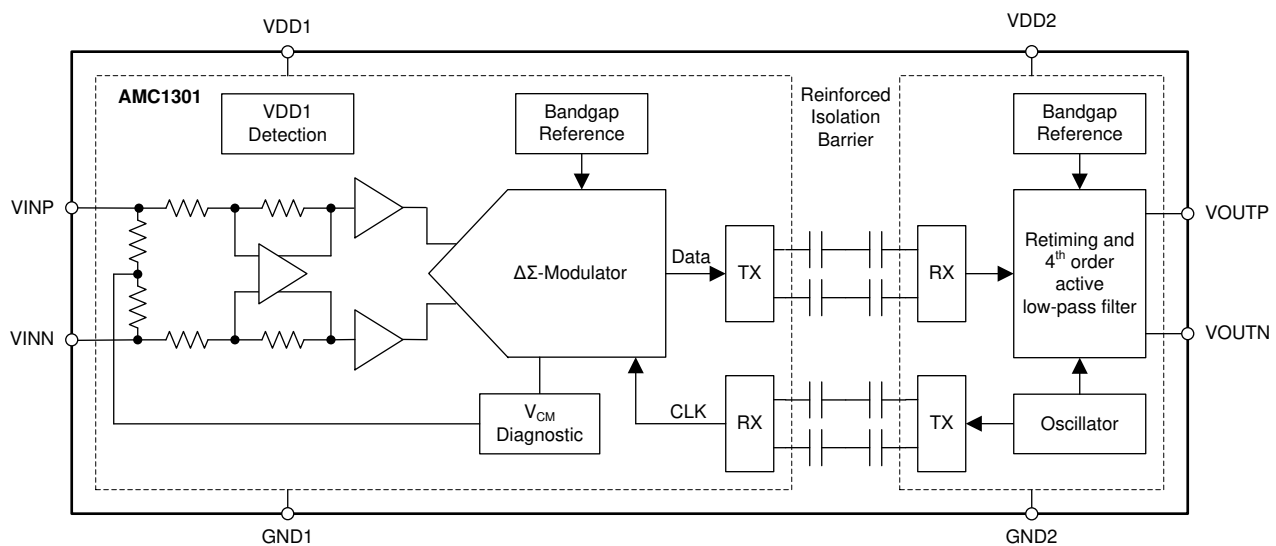 VDD1
VDD2
AMC1301
VDD1
Detection
Bandgap
Reference
Reinforced
Isolation
Barrier
Bandgap
Reference
VINP
VOUTP
ΔΣ-Modulator
Data
TX
RX
Retiming and
4th order
active
low-pass filter
VINN
VOUTN
VCM
Diagnostic
CLK
RX
TX
Oscillator
GND1
GND2